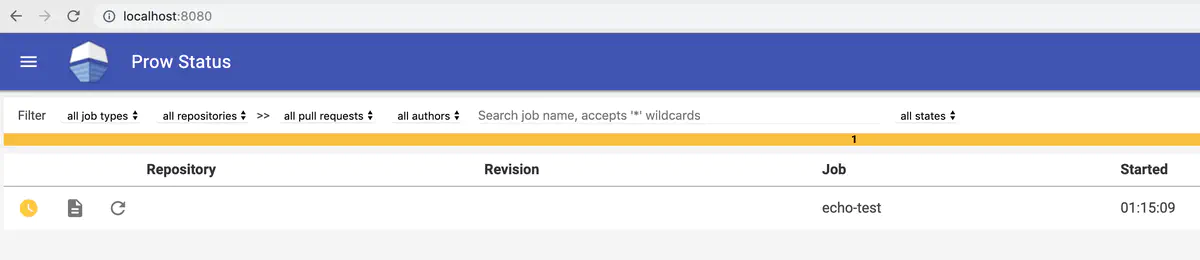 localhost:8080
Prow Status
Filter all job types all repositories >> all pull requests all authors Search job name, accepts '*' wildcards all states
1
Repository Revision Job Started
echo-test 01:15:09